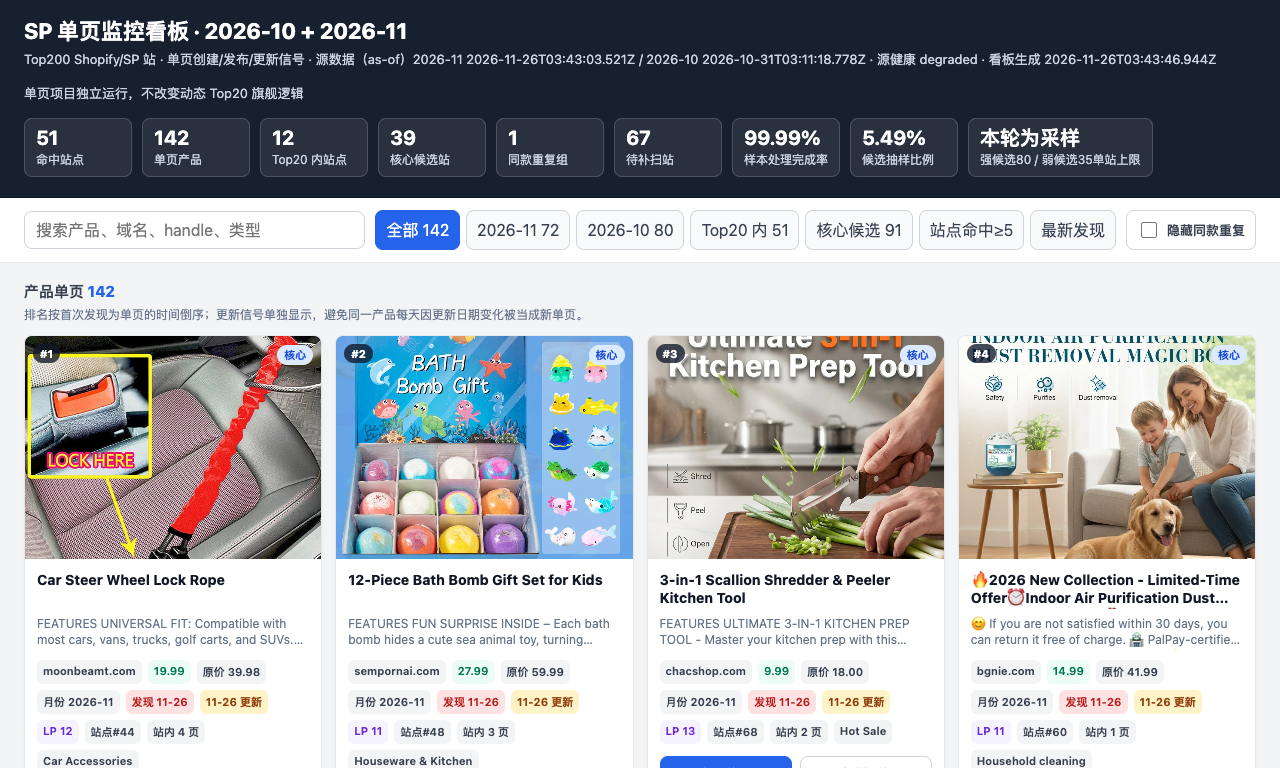 SP 单页监控看板 · 2026-10 + 2026-11
Top200 Shopify/SP 站 · 单页创建/发布/更新信号 · 源数据（as-of）2026-11 2026-11-26T03:43:03.521Z / 2026-10 2026-10-31T03:11:18.778Z · 源健康 degraded · 看板生成 2026-11-26T03:43:46.944Z
单页项目独立运行，不改变动态 Top20 旗舰逻辑
51
命中站点
142
单页产品
12
Top20 内站点
39
核心候选站
1
同款重复组
67
待补扫站
99.99%
样本处理完成率
5.49%
候选抽样比例
本轮为采样
强候选80 / 弱候选35单站上限
搜索产品、域名、handle、类型
全部 142
2026-11 72
2026-10 80
Top20 内 51
核心候选 91
站点命中≥5
最新发现
隐藏同款重复
产品单页 142
排名按首次发现为单页的时间倒序；更新信号单独显示，避免同一产品每天因更新日期变化被当成新单页。
#1
核心
LOCK HERE
Car Steer Wheel Lock Rope
FEATURES UNIVERSAL FIT: Compatible with
most cars, vans, trucks, golf carts, and SUVs....
moonbeamt.com
19.99
原价 39.98
月份 2026-11
发现 11-26
11-26 更新
LP 12
站点#44
站内 4 页
Car Accessories
#2
核心
BATH
Bomb Gift
12-Piece Bath Bomb Gift Set for Kids
FEATURES FUN SURPRISE INSIDE – Each bath
bomb hides a cute sea animal toy, turning...
sempornai.com
27.99
原价 59.99
月份 2026-11
发现 11-26
11-26 更新
LP 11
站点#48
站内 3 页
Houseware & Kitchen
#3
核心
Ultimate 3-in-1
Kitchen Prep Tool
Shred
Peel
Open
3-in-1 Scallion Shredder & Peeler
Kitchen Tool
FEATURES ULTIMATE 3-IN-1 KITCHEN PREP
TOOL - Master your kitchen prep with this...
chacshop.com
9.99
原价 18.00
月份 2026-11
发现 11-26
11-26 更新
LP 13
站点#68
站内 2 页
Hot Sale
#4
核心
INDOOR AIR PURIFICATION
DUST REMOVAL MAGIC BO
Safety
Purifies
Dust removal
🔥2026 New Collection - Limited-Time
Offer⏰Indoor Air Purification Dust...
😊 If you are not satisfied within 30 days, you
can return it free of charge. 🏝 PalPay-certifie...
bgnie.com
14.99
原价 41.99
月份 2026-11
发现 11-26
11-26 更新
LP 11
站点#60
站内 1 页
Household cleaning